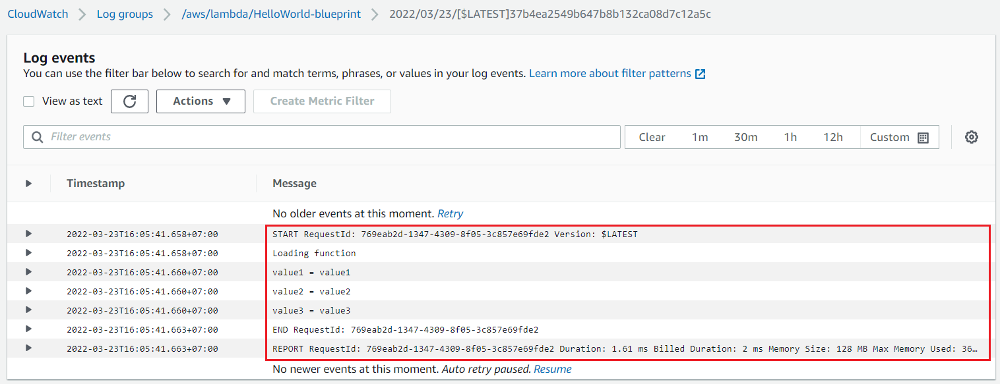 CloudWatch > Log groups > /aws/lambda/HelloWorld-blueprint > 2022/03/23/[$LATEST]37b4ea2549b647b8b132ca08d7c12a5c
Log events
You can use the filter bar below to search for and match terms, phrases, or values in your log events. Learn more about filter patterns
View as text Actions Create Metric Filter
Filter events Clear 1m 30m 1h 12h Custom
Timestamp Message
No older events at this moment. Retry
2022-03-23T16:05:41.658+07:00 START RequestId: 769eab2d-1347-4309-8f05-3c857e69fde2 Version: $LATEST
2022-03-23T16:05:41.658+07:00 Loading function
2022-03-23T16:05:41.660+07:00 value1 = value1
2022-03-23T16:05:41.660+07:00 value2 = value2
2022-03-23T16:05:41.660+07:00 value3 = value3
2022-03-23T16:05:41.663+07:00 END RequestId: 769eab2d-1347-4309-8f05-3c857e69fde2
2022-03-23T16:05:41.663+07:00 REPORT RequestId: 769eab2d-1347-4309-8f05-3c857e69fde2 Duration: 1.61 ms Billed Duration: 2 ms Memory Size: 128 MB Max Memory Used: 36…
No newer events at this moment. Auto retry paused. Resume